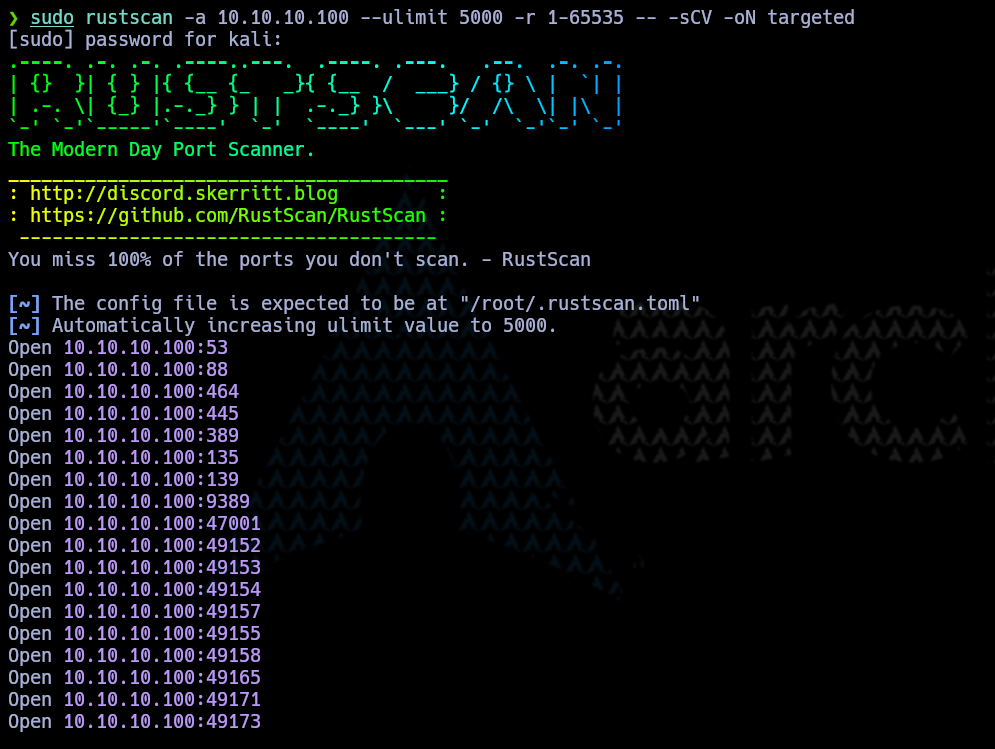 ❯ sudo rustscan -a 10.10.10.100 --ulimit 5000 -r 1-65535 -- -sCV -oN targeted
[sudo] password for kali:
.----. .-. .-. .----..---.  .----. .---.   .--.  .-. .-.
| {}  }| { } |{ {__ {_   _}{ {__  /  ___} / {} \ |  `| |
| .-. \| {_} |.-._} } | |  .-._} }\     }/  /\  \| |\  |
`-' `-'`-----'`----'  `-'  `----'  `---' `-'  `-'`-' `-'
The Modern Day Port Scanner.
________________________________________
: http://discord.skerritt.blog         :
: https://github.com/RustScan/RustScan :
 --------------------------------------
You miss 100% of the ports you don't scan. - RustScan
[~] The config file is expected to be at "/root/.rustscan.toml"
[~] Automatically increasing ulimit value to 5000.
Open 10.10.10.100:53
Open 10.10.10.100:88
Open 10.10.10.100:464
Open 10.10.10.100:445
Open 10.10.10.100:389
Open 10.10.10.100:135
Open 10.10.10.100:139
Open 10.10.10.100:9389
Open 10.10.10.100:47001
Open 10.10.10.100:49152
Open 10.10.10.100:49153
Open 10.10.10.100:49154
Open 10.10.10.100:49157
Open 10.10.10.100:49155
Open 10.10.10.100:49158
Open 10.10.10.100:49165
Open 10.10.10.100:49171
Open 10.10.10.100:49173
arc